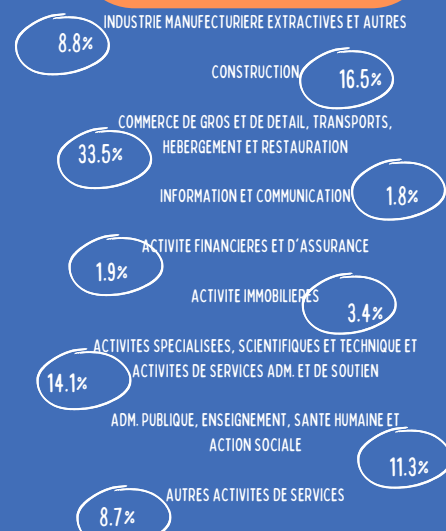 INDUSTRIE MANUFECTURIERE EXTRACTIVES ET AUTRES
8.8%
CONSTRUCTION
16.5%
COMMERCE DE GROS ET DE DETAIL, TRANSPORTS,
HEBERGEMENT ET RESTAURATION
33.5%
INFORMATION ET COMMUNICATION
1.8%
ACTIVITE FINANCIERES ET D'ASSURANCE
1.9%
ACTIVITE IMMOBILIERES
3.4%
ACTIVITES SPECIALISEES, SCIENTIFIQUES ET TECHNIQUE ET
ACTIVITES DE SERVICES ADM. ET DE SOUTIEN
14.1%
ADM. PUBLIQUE, ENSEIGNEMENT, SANTE HUMAINE ET
ACTION SOCIALE
11.3%
AUTRES ACTIVITES DE SERVICES
8.7%